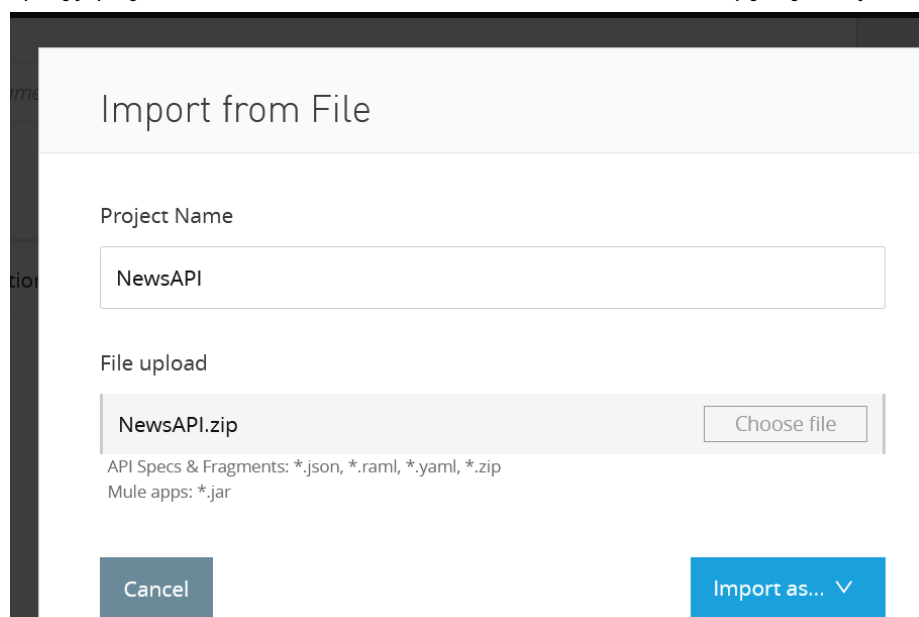 Import from File
Project Name
NewsAPI
File upload
NewsAPI.zip
Choose file
API Specs & Fragments: *.json, *.raml, *.yaml, *.zip
Mule apps: *.jar
Cancel
Import as...